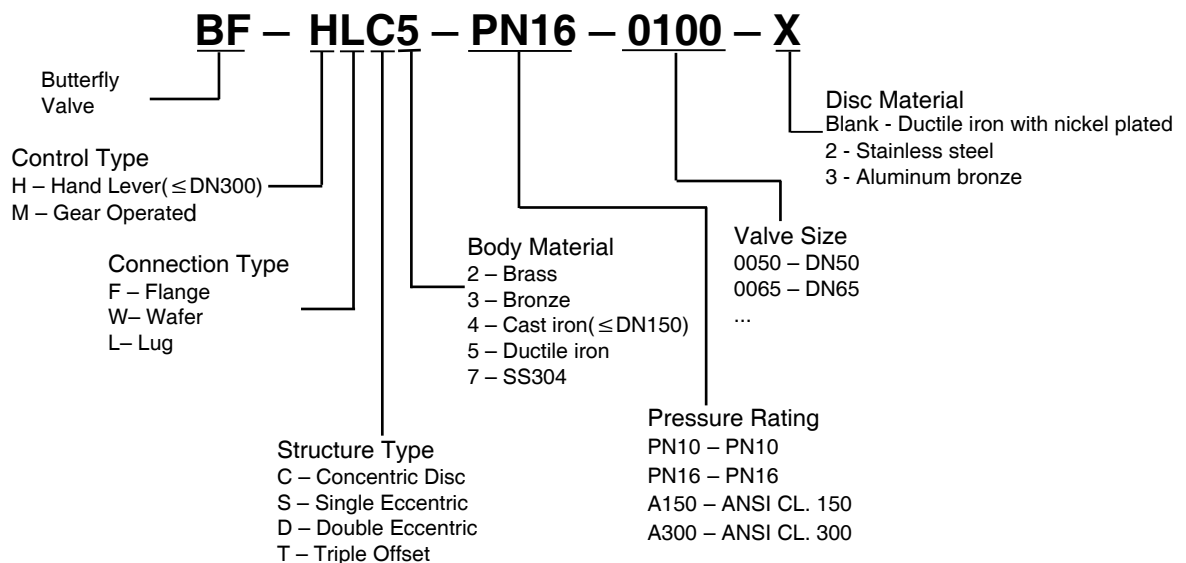 BF – HLC5 – PN16 – 0100 – X
Butterfly
Valve
Control Type
H – Hand Lever(≤DN300)
M – Gear Operated
Connection Type
F – Flange
W– Wafer
L– Lug
Structure Type
C – Concentric Disc
S – Single Eccentric
D – Double Eccentric
T – Triple Offset
Body Material
2 – Brass
3 – Bronze
4 – Cast iron(≤DN150)
5 – Ductile iron
7 – SS304
Pressure Rating
PN10 – PN10
PN16 – PN16
A150 – ANSI CL. 150
A300 – ANSI CL. 300
Valve Size
0050 – DN50
0065 – DN65
...
Disc Material
Blank - Ductile iron with nickel plated
2 - Stainless steel
3 - Aluminum bronze